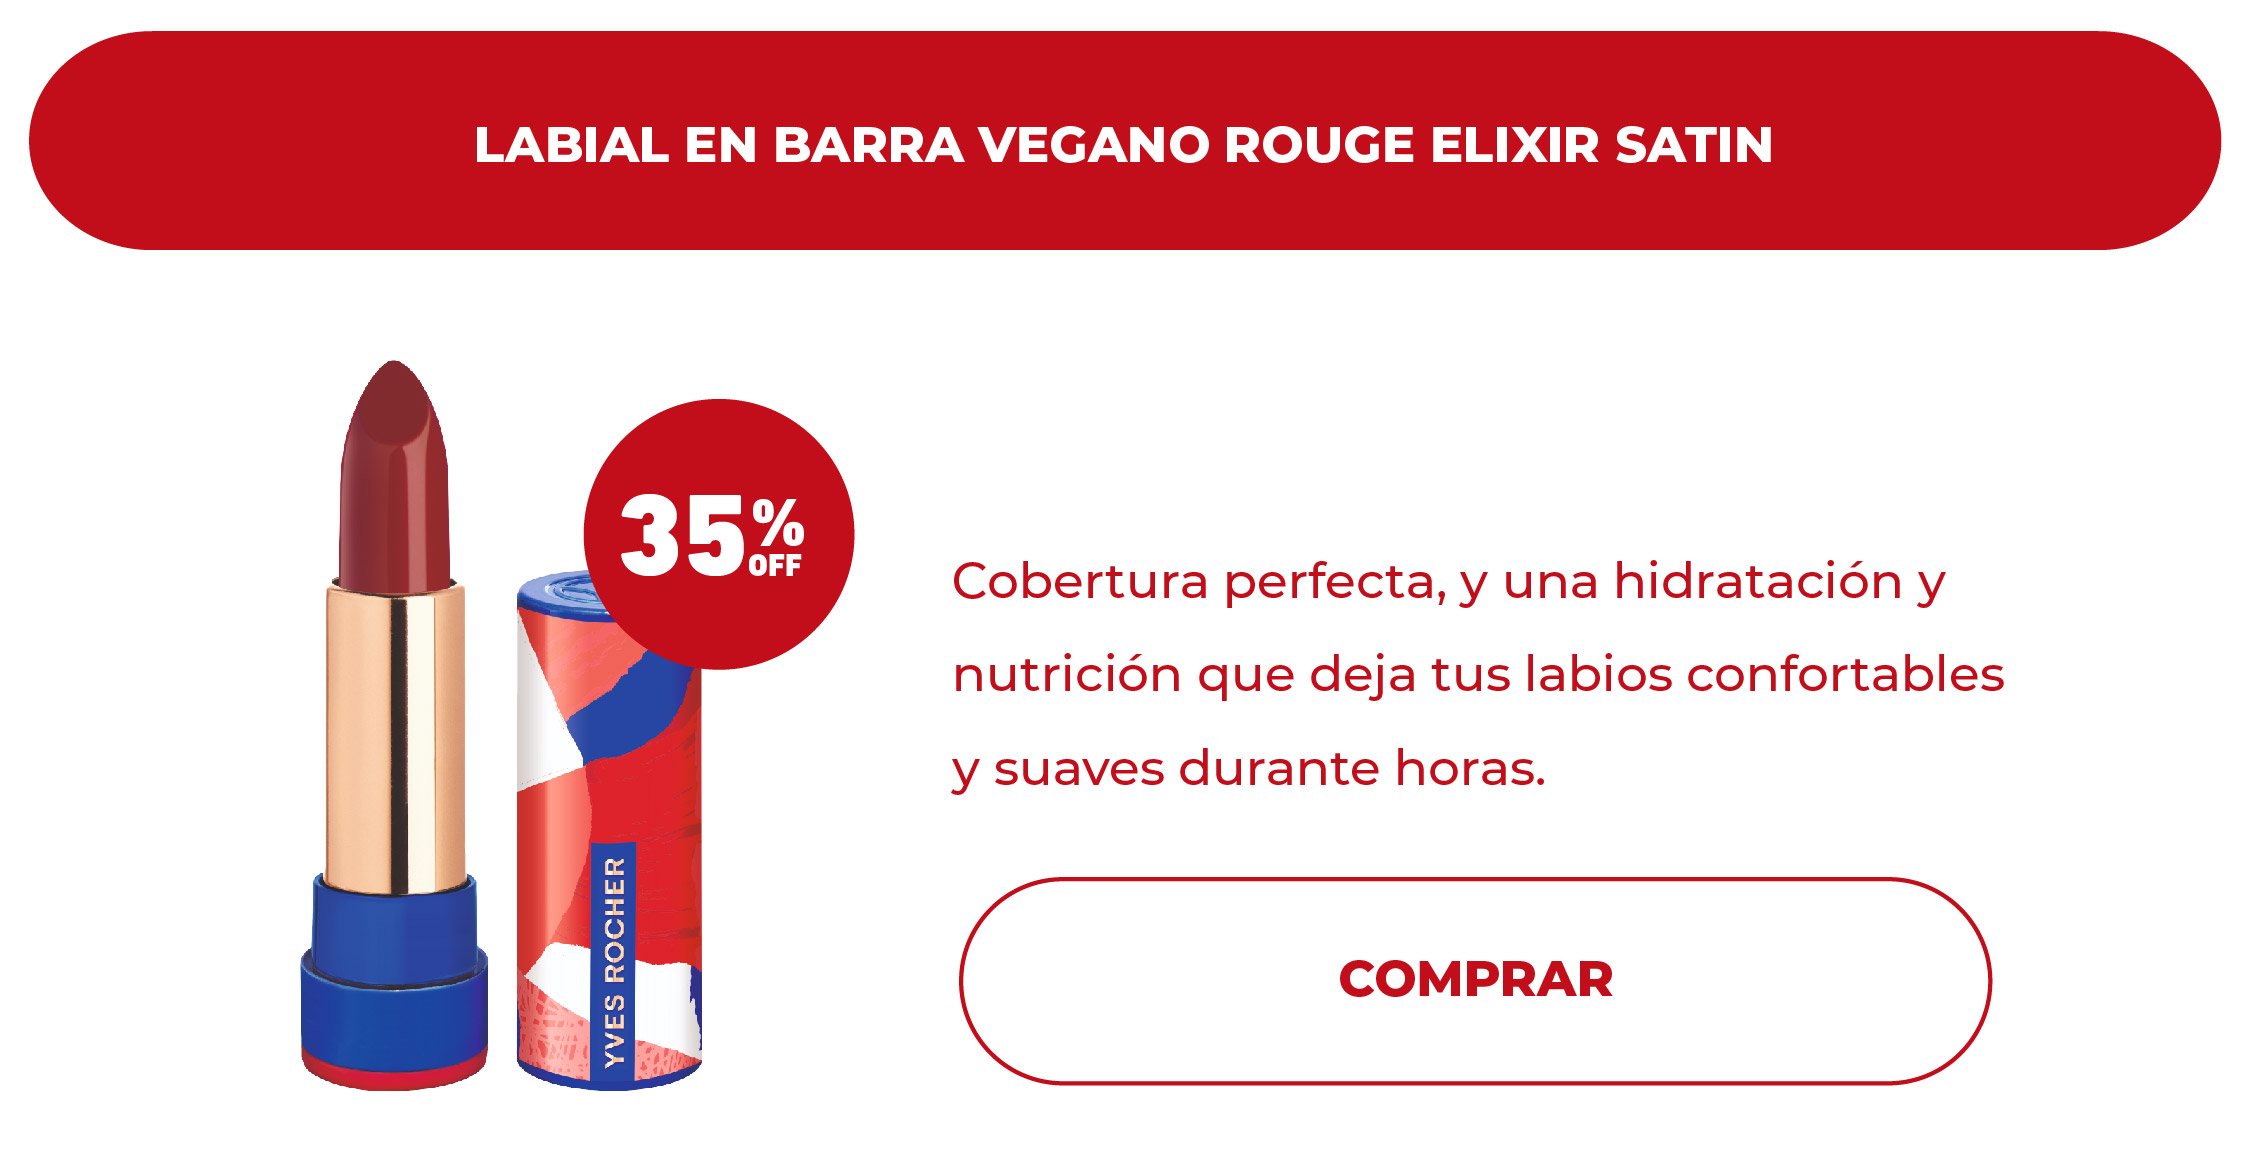 LABIAL EN BARRA VEGANO ROUGE ELIXIR SATIN
35%
OFF
Cobertura perfecta, y una hidratación y
nutrición que deja tus labios confortables
y suaves durante horas.
YVES ROCHER
COMPRAR